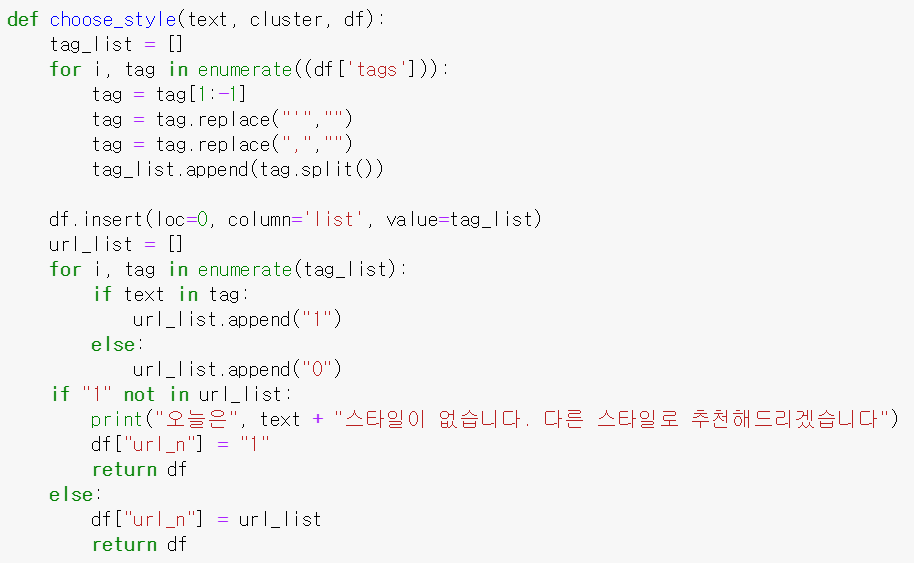 def choose_style(text, cluster, df):
    tag_list = []
    for i, tag in enumerate((df['tags'])):
        tag = tag[1:-1]
        tag = tag.replace("'","")
        tag = tag.replace(",","")
        tag_list.append(tag.split())

    df.insert(loc=0, column='list', value=tag_list)
    url_list = []
    for i, tag in enumerate(tag_list):
        if text in tag:
            url_list.append("1")
        else:
            url_list.append("0")
    if "1" not in url_list:
        print("오늘은", text + "스타일이 없습니다. 다른 스타일로 추천해드리겠습니다")
        df["url_n"] = "1"
        return df
    else:
        df["url_n"] = url_list
        return df